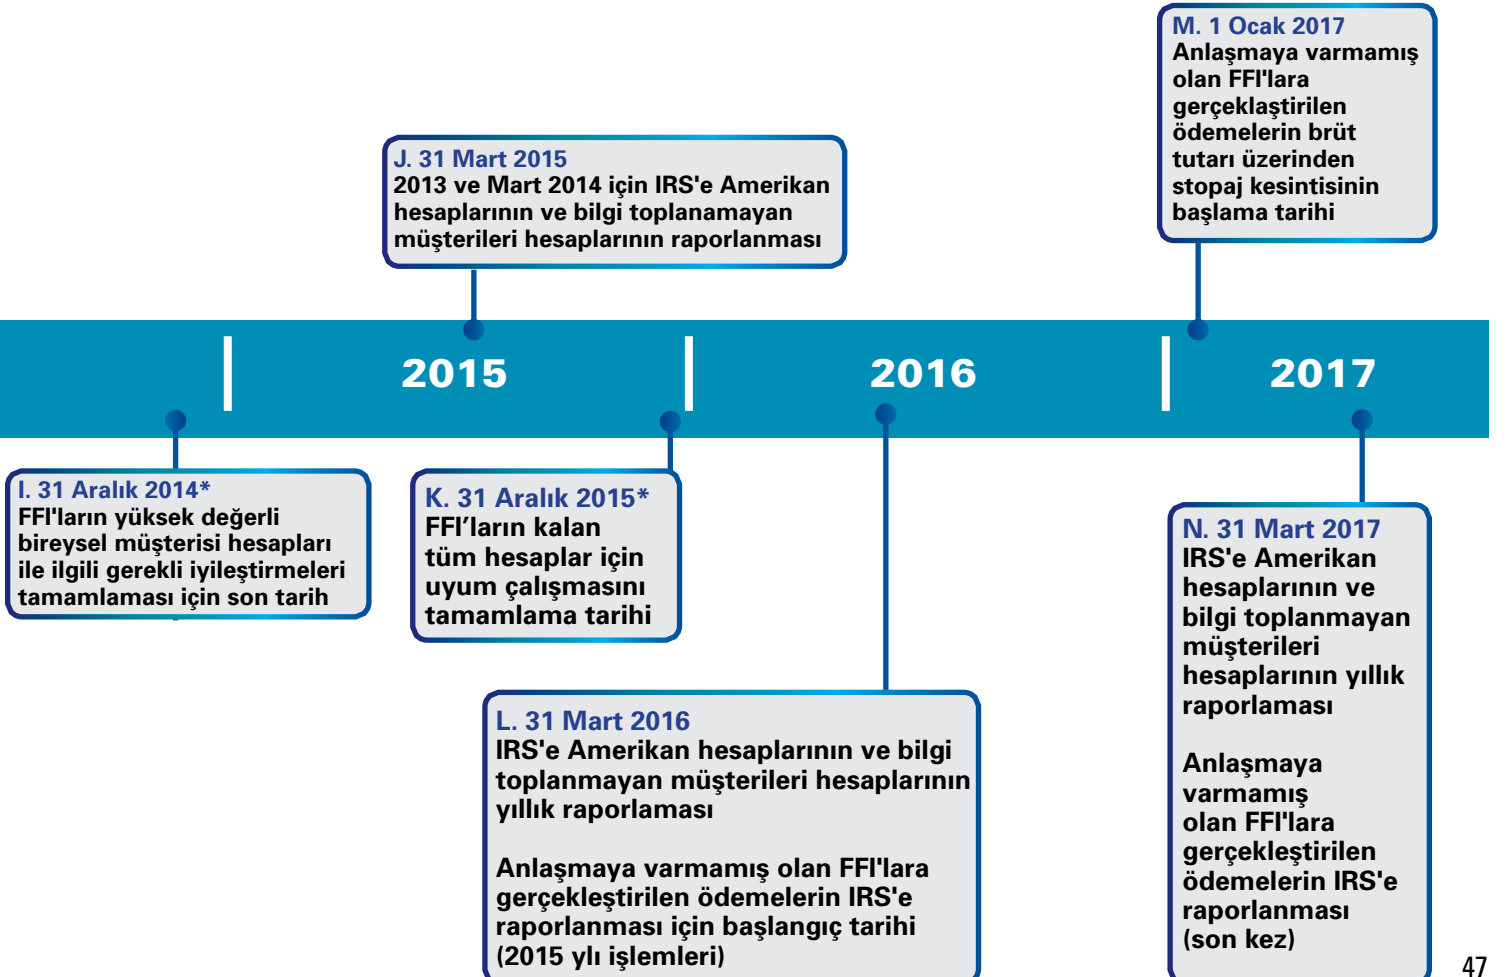 M. 1 Ocak 2017
Anlaşmaya varmamış
olan FFI'lara
gerçeklaştirilen
ödemelerin brüt
tutarı üzerinden
stopaj kesintisinin
başlama tarihi
J. 31 Mart 2015
2013 ve Mart 2014 için IRS'e Amerikan
hesaplarının ve bilgi toplanamayan
müşterileri hesaplarının raporlanması
2015
2016
2017
I. 31 Aralık 2014*
FFI'ların yüksek değerli
bireysel müşterisi hesapları
ile ilgili gerekli iyileştirmeleri
tamamlaması için son tarih
K. 31 Aralık 2015*
FFI’ların kalan
tüm hesaplar için
uyum çalışmasını
tamamlama tarihi
L. 31 Mart 2016
IRS'e Amerikan hesaplarının ve bilgi
toplanmayan müşterileri hesaplarının
yıllık raporlaması
Anlaşmaya varmamış olan FFI'lara
gerçekleştirilen ödemelerin IRS'e
raporlanması için başlangıç tarihi
(2015 ylı işlemleri)
N. 31 Mart 2017
IRS'e Amerikan
hesaplarının ve
bilgi toplanmayan
müşterileri
hesaplarının yıllık
raporlaması
Anlaşmaya
varmamış
olan FFI'lara
gerçekleştirilen
ödemelerin IRS'e
raporlanması
(son kez)
47